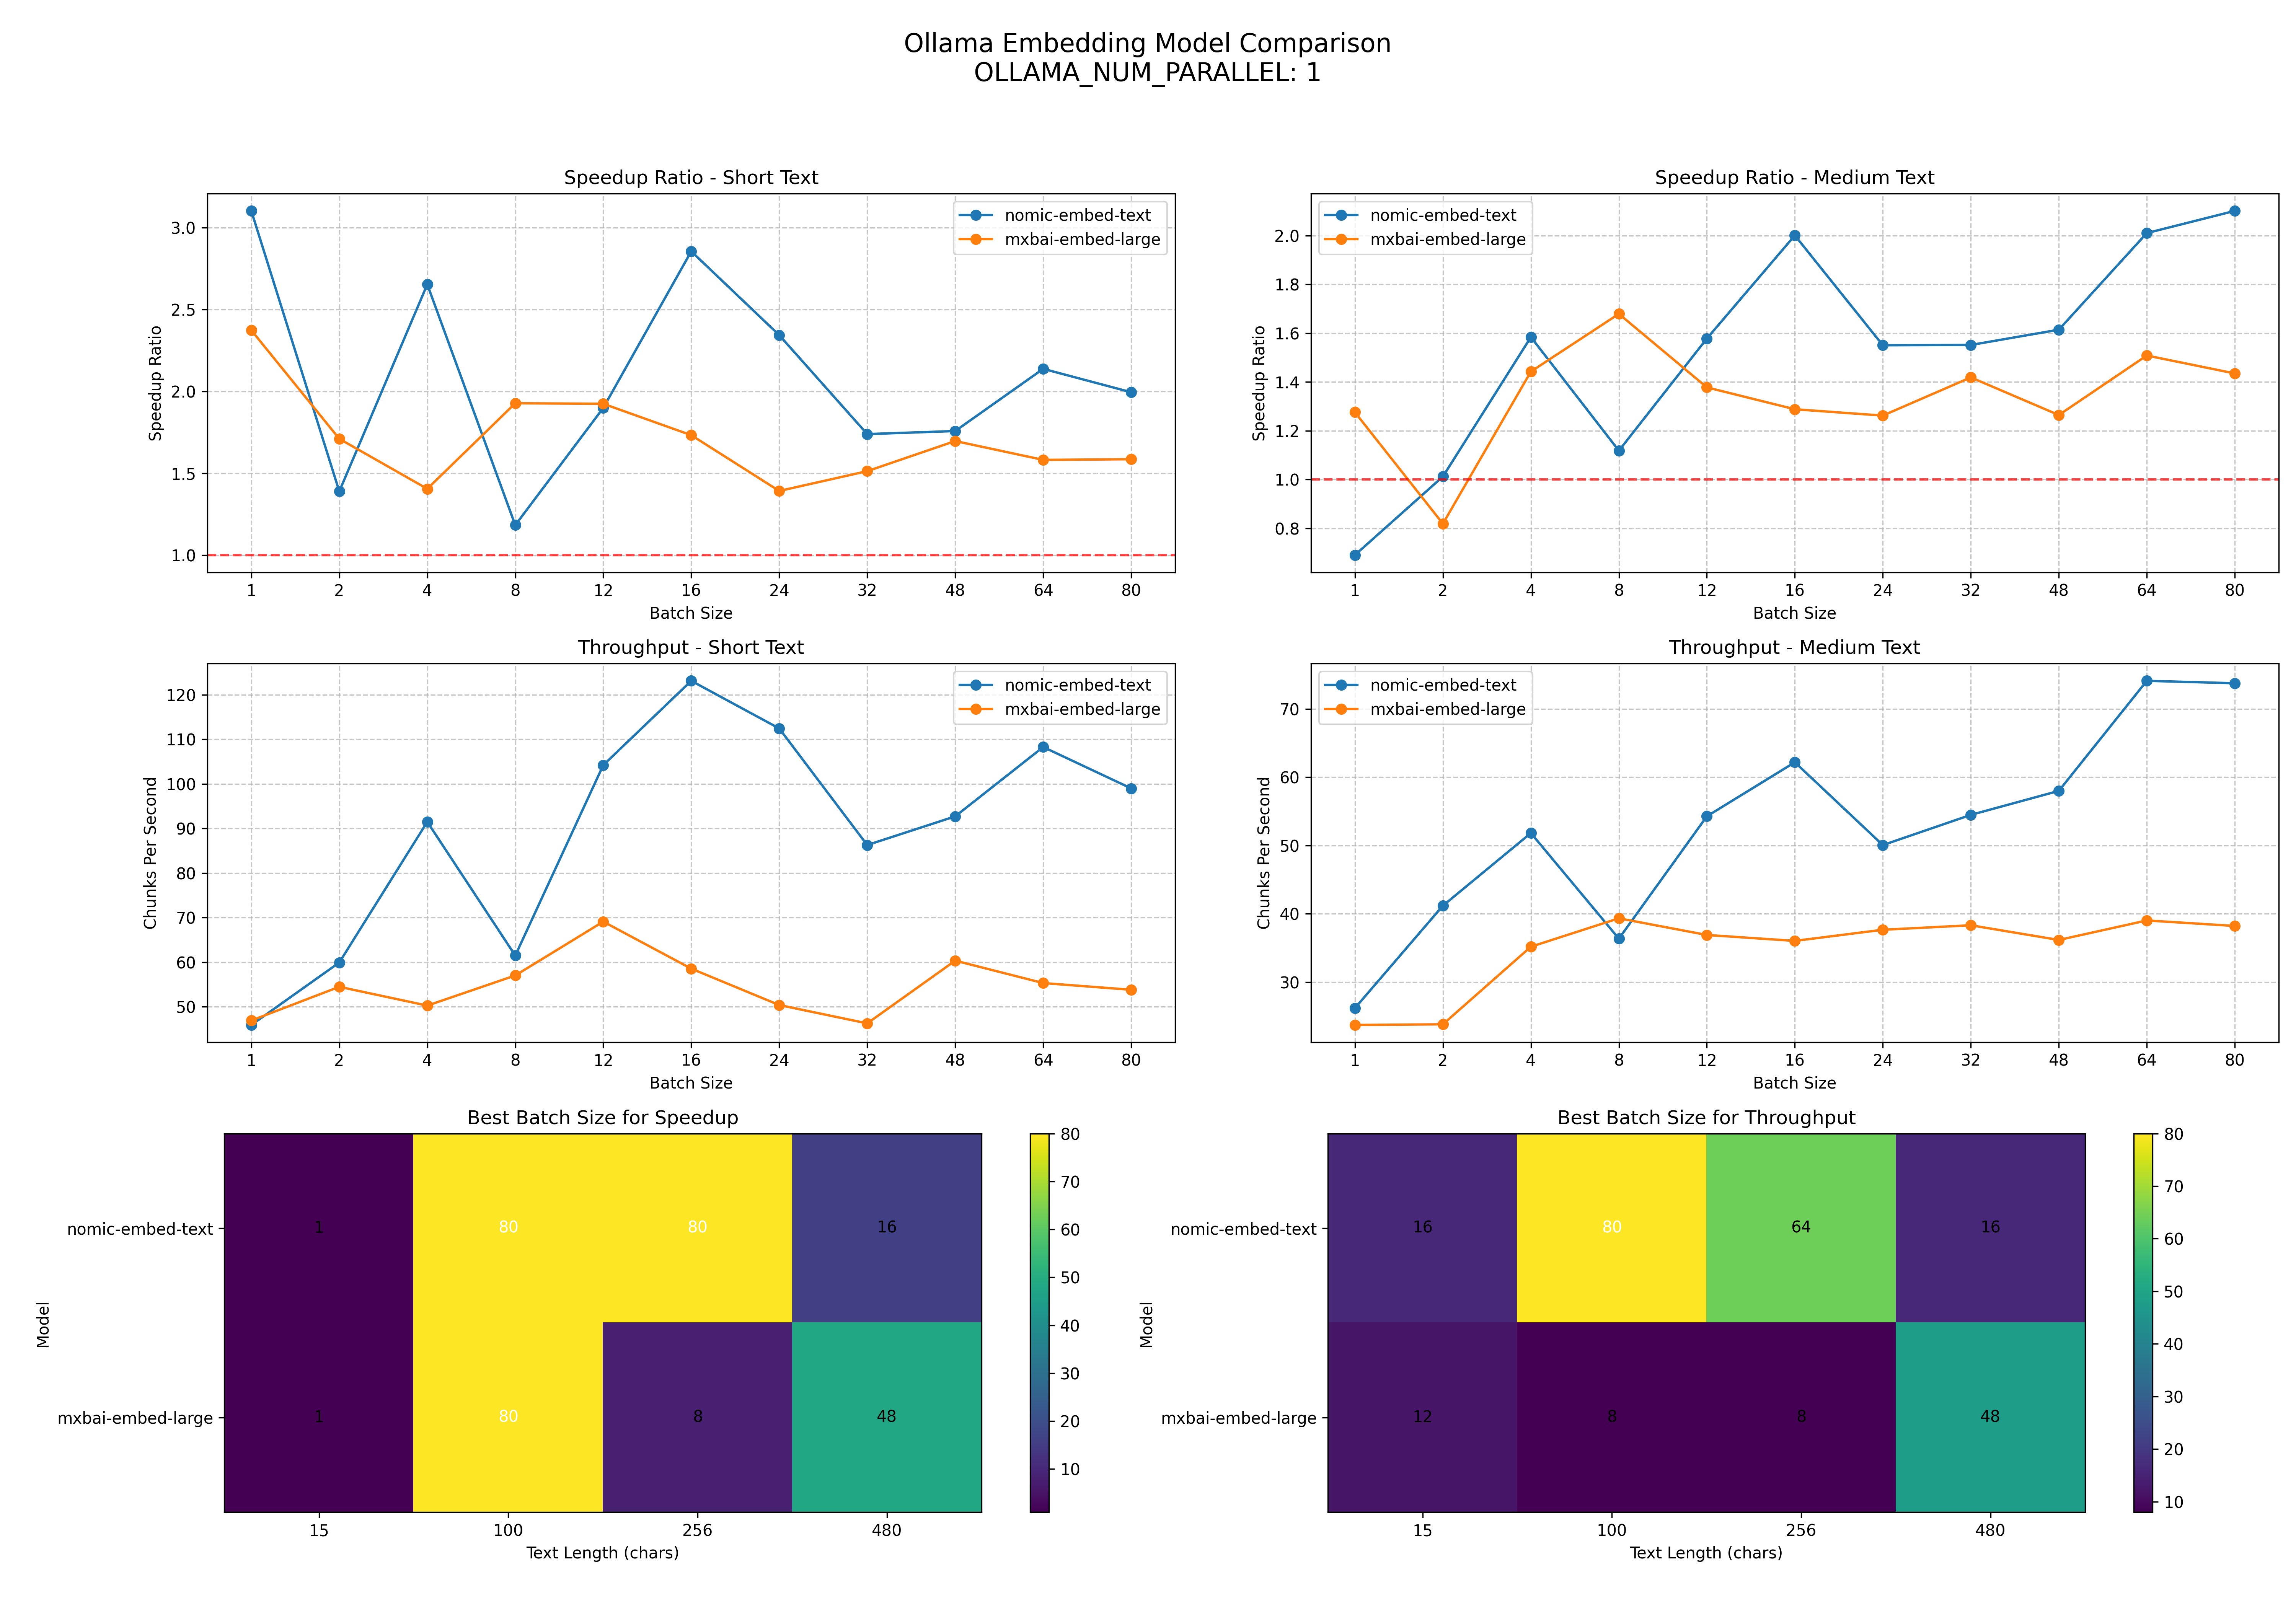 Ollama Embedding Model Comparison
OLLAMA_NUM_PARALLEL: 1
Speedup Ratio - Short Text
Speedup Ratio
3.0
2.5
2.0
1.5
1.0
nomic-embed-text
mxbai-embed-large
1 2 4 8 12 16 24 32 48 64 80
Batch Size
Speedup Ratio - Medium Text
Speedup Ratio
2.0
1.8
1.6
1.4
1.2
1.0
0.8
nomic-embed-text
mxbai-embed-large
1 2 4 8 12 16 24 32 48 64 80
Batch Size
Throughput - Short Text
Chunks Per Second
120
110
100
90
80
70
60
50
nomic-embed-text
mxbai-embed-large
1 2 4 8 12 16 24 32 48 64 80
Batch Size
Throughput - Medium Text
Chunks Per Second
70
60
50
40
30
nomic-embed-text
mxbai-embed-large
1 2 4 8 12 16 24 32 48 64 80
Batch Size
Best Batch Size for Speedup
Model
nomic-embed-text 1 80 80 16
mxbai-embed-large 1 80 8 48
15 100 256 480
Text Length (chars)
80
70
60
50
40
30
20
10
Best Batch Size for Throughput
Model
nomic-embed-text 16 80 64 16
mxbai-embed-large 12 8 8 48
15 100 256 480
Text Length (chars)
80
70
60
50
40
30
20
10